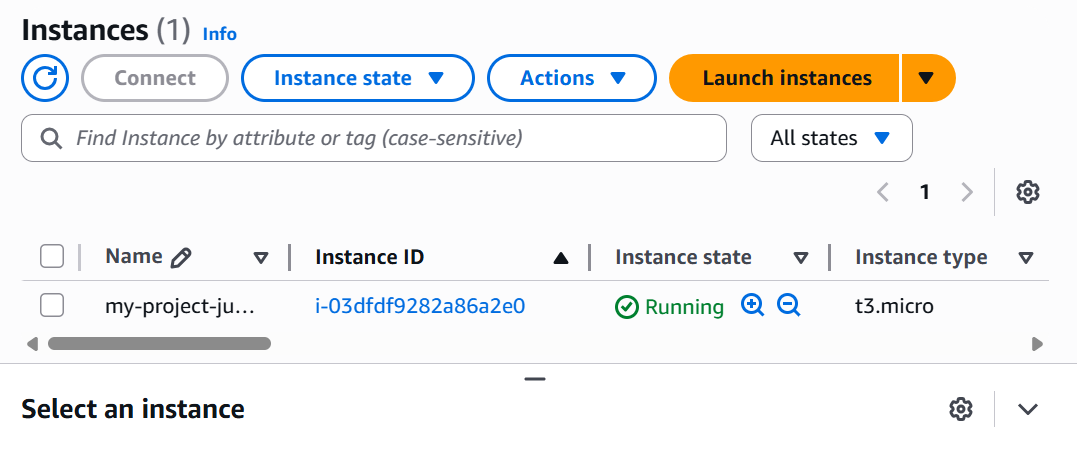 Instances (1) Info
Connect Instance state Actions Launch instances
Find Instance by attribute or tag (case-sensitive) All states
1
Name Instance ID Instance state Instance type
my-project-ju... i-03dfdf9282a86a2e0 Running t3.micro
Select an instance